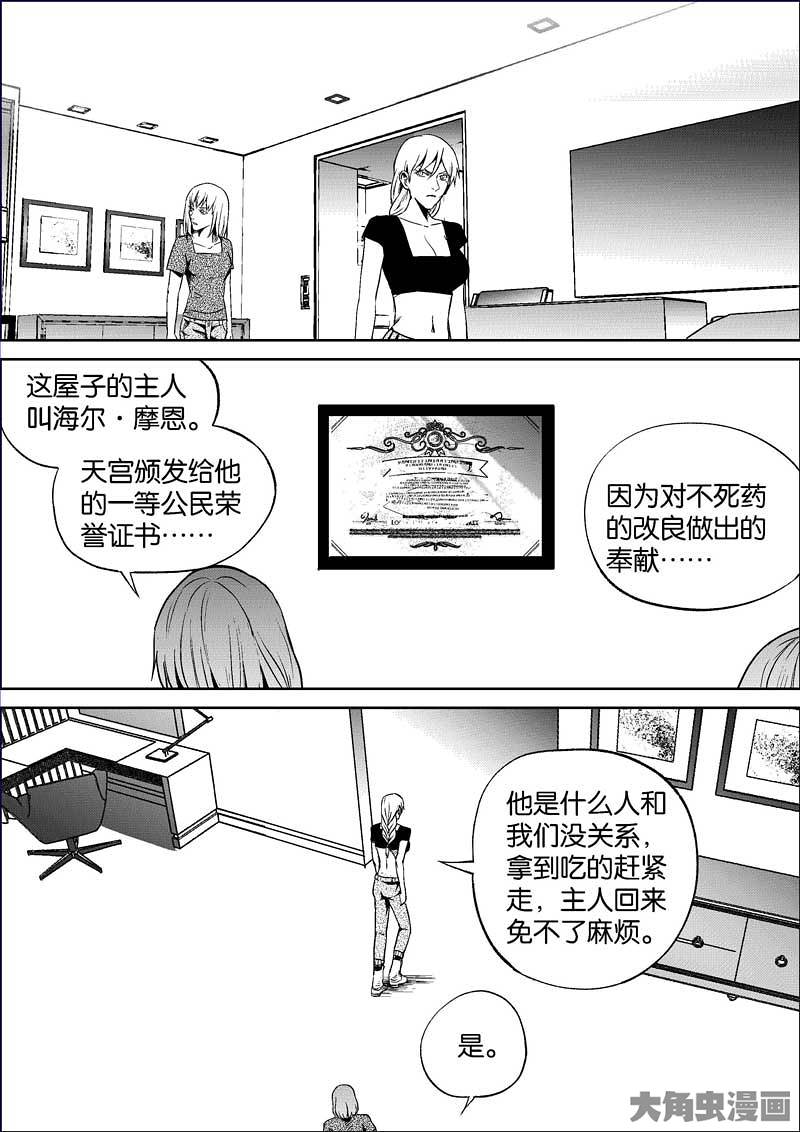 这屋子的主人
叫海尔·摩恩。
天宫颁发给他
的一等公民荣
誉证书……
因为对不死药
的改良做出的
奉献……
他是什么人和
我们没关系，
拿到吃的赶紧
走，主人回来
免不了麻烦。
是。
大角虫漫画